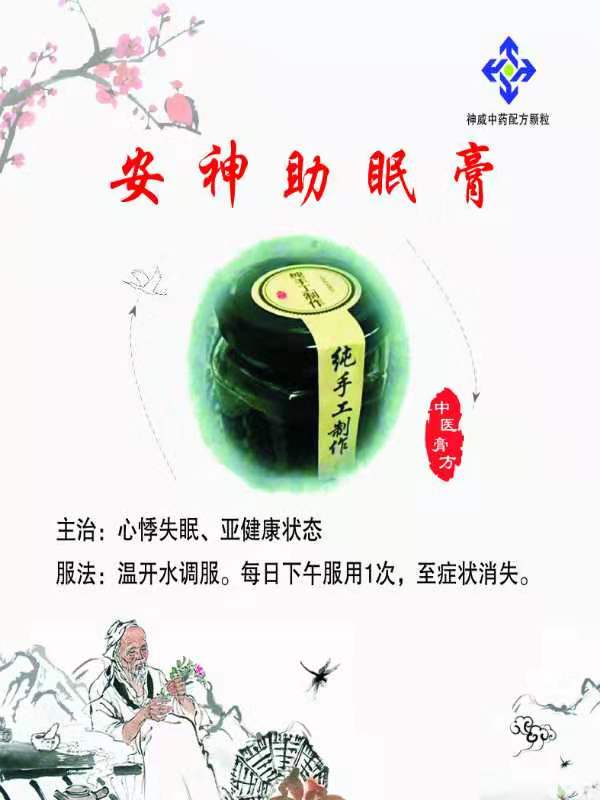 神威中药配方颗粒
安神助眠膏
纯手工制作
纯手工制作
中医膏方
主治：心悸失眠、亚健康状态
服法：温开水调服。每日下午服用1次，至症状消失。